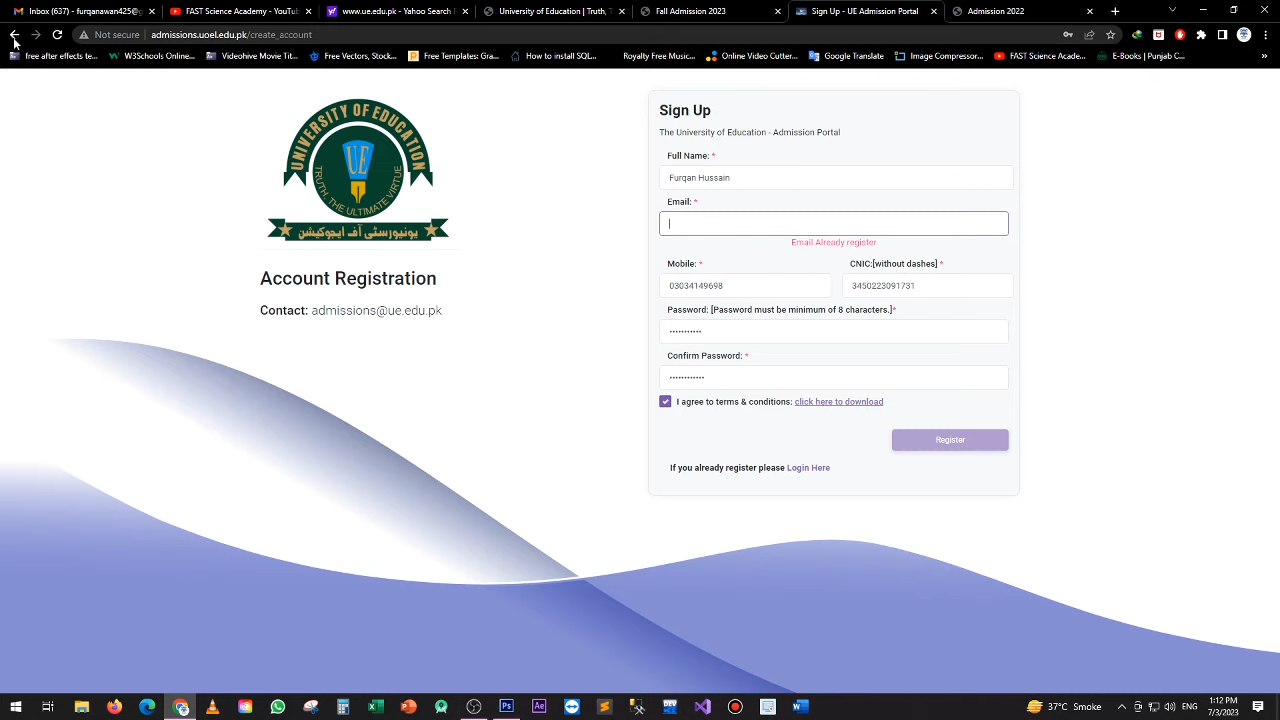 Inbox (637) - furqanawan425@g
FAST Science Academy - YouTu
www.ue.edu.pk - Yahoo Search R
University of Education | Truth T
Fall Admission 2023
Sign Up - UE Admission Portal
Admission 2022
Not secure
admissions.uoel.edu.pk/create_account
free after effects te...
W3Schools Online...
Videohive Movie Tit...
Free Vectors, Stock...
Free Templates: Gra...
How to install SQL...
Royalty Free Music...
Online Video Cutter...
Google Translate
Image Compressor...
FAST Science Acade...
E-Books | Punjab C...
»
UNIVERSITY OF EDUCATION
UE
TRUTH, THE ULTIMATE VIRTUE
یونیورسٹی آف ایجوکیشن
Account Registration
Contact: admissions@ue.edu.pk
Sign Up
The University of Education - Admission Portal
Full Name: *
Furqan Hussain
Email: *
Email Already register
Mobile: *
CNIC:[without dashes] *
03034149698
3450223091731
Password: [Password must be minimum of 8 characters.]*
Confirm Password: *
I agree to terms & conditions: click here to download
Register
If you already register please Login Here
37°C Smoke
ENG
1:12 PM
7/3/2023